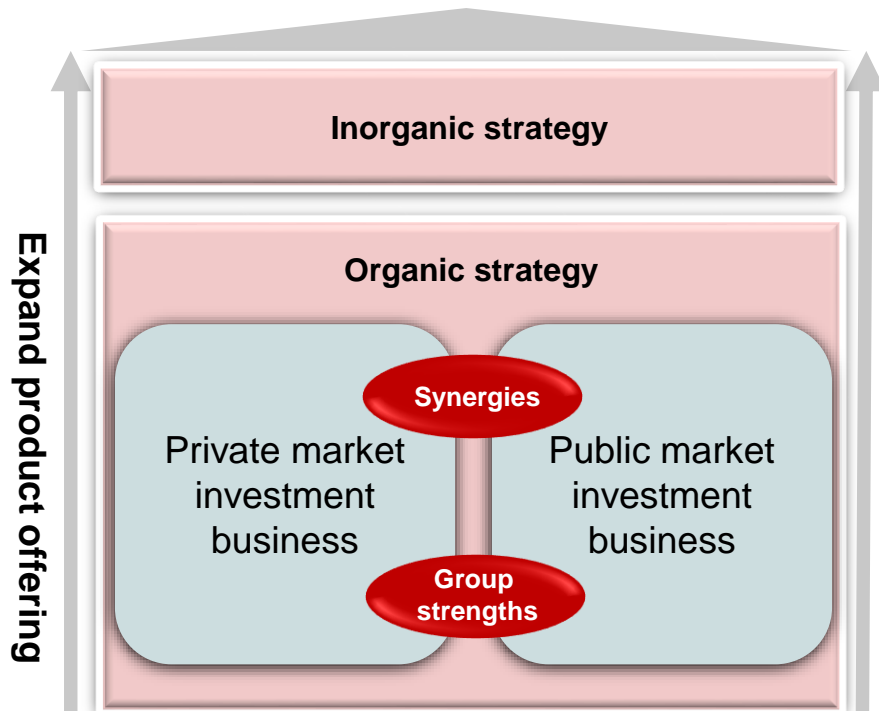 Inorganic strategy
Expand product offering
Organic strategy
Synergies
Private market
investment
business
Public market
investment
business
Group
strengths